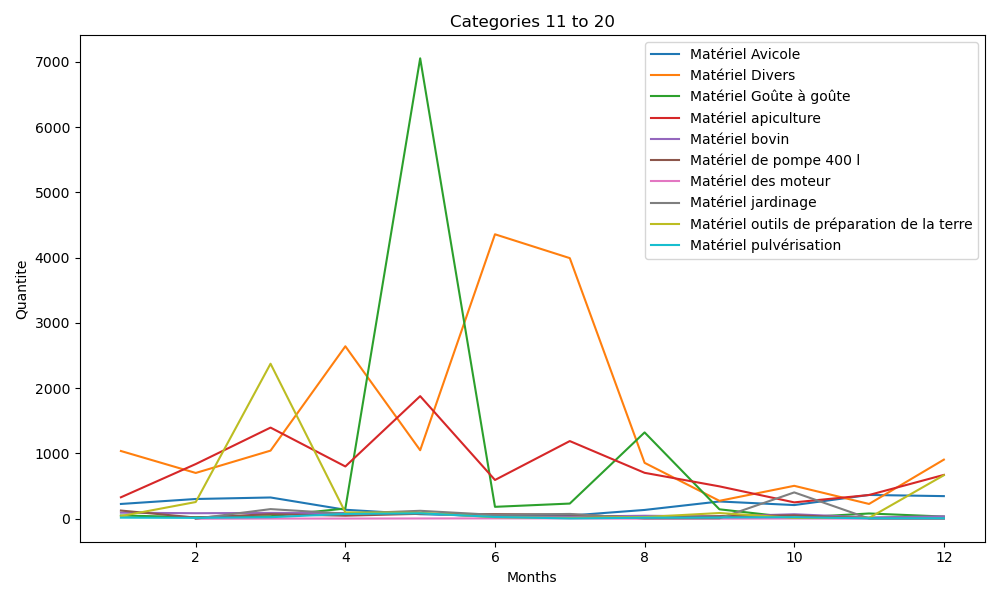 Categories 11 to 20
Quantite
7000
6000
5000
4000
3000
2000
1000
0
Matériel Avicole
Matériel Divers
Matériel Goûte à goûte
Matériel apiculture
Matériel bovin
Matériel de pompe 400 l
Matériel des moteur
Matériel jardinage
Matériel outils de préparation de la terre
Matériel pulvérisation
2 4 6 8 10 12
Months